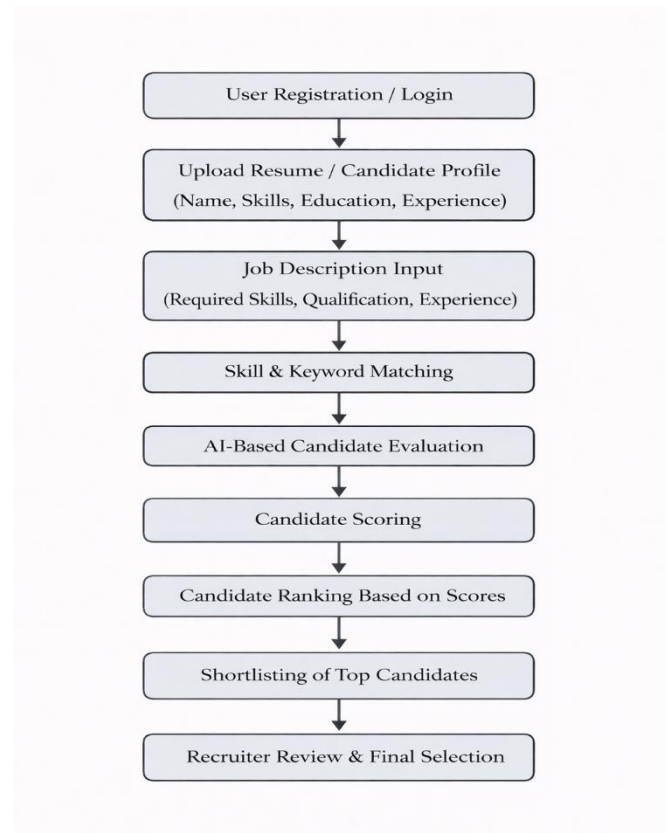 User Registration / Login
Upload Resume / Candidate Profile
(Name, Skills, Education, Experience)
Job Description Input
(Required Skills, Qualification, Experience)
Skill & Keyword Matching
AI-Based Candidate Evaluation
Candidate Scoring
Candidate Ranking Based on Scores
Shortlisting of Top Candidates
Recruiter Review & Final Selection